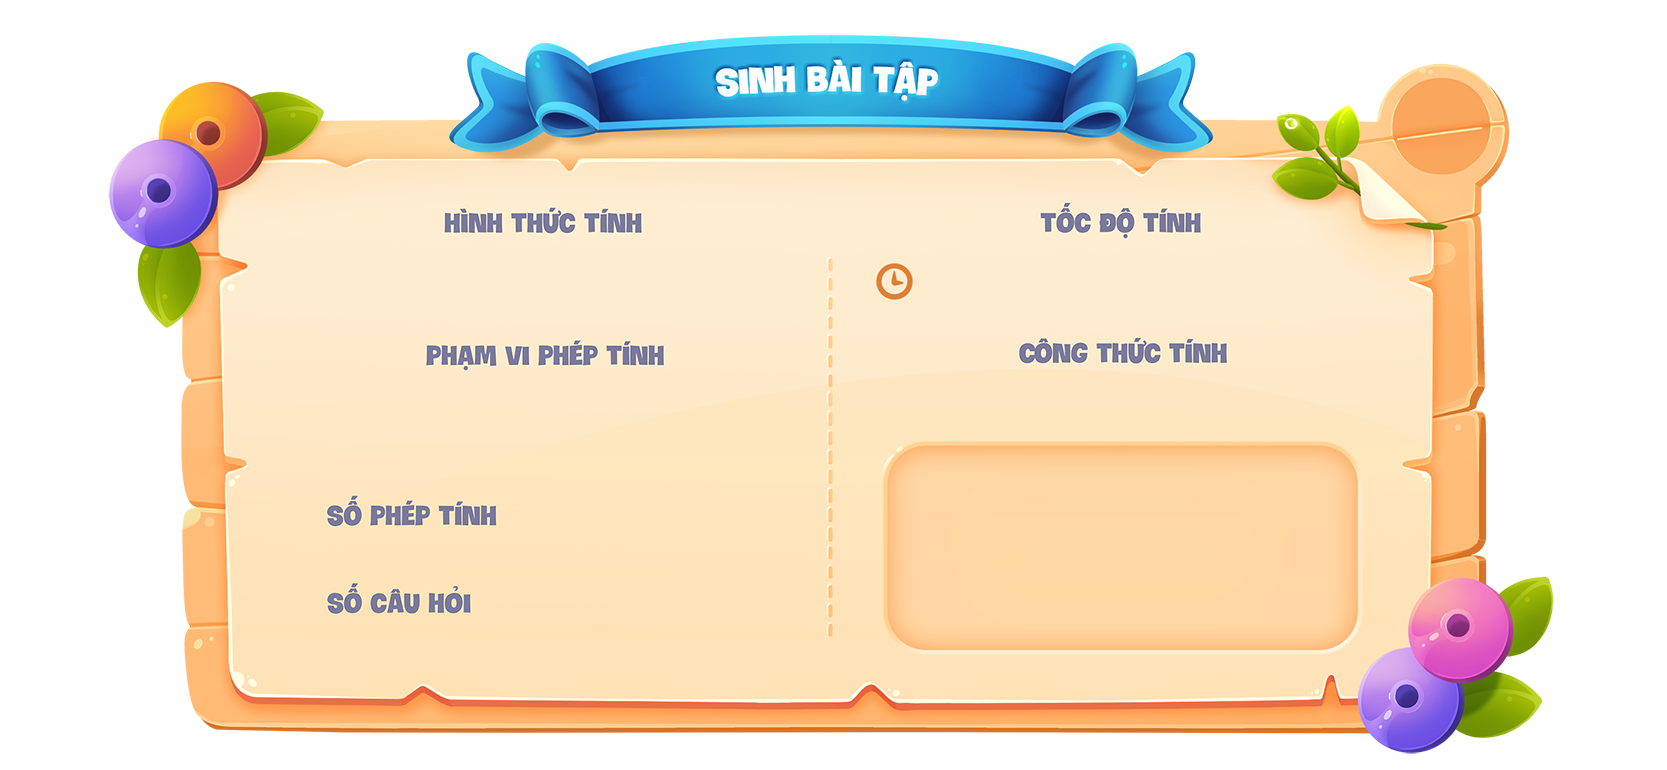 SINH BÀI TẬP
HÌNH THỨC TÍNH
TỐC ĐỘ TÍNH
PHẠM VI PHÉP TÍNH
CÔNG THỨC TÍNH
SỐ PHÉP TÍNH
SỐ CÂU HỎI